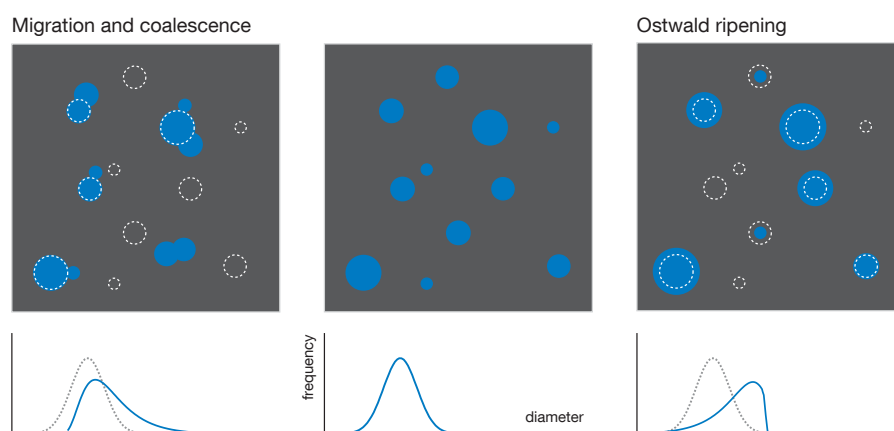 Migration and coalescence
Ostwald ripening
frequency
diameter